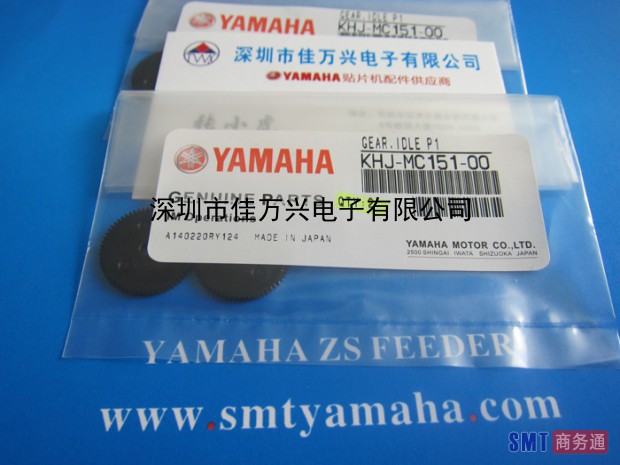 YAMAHA
GEAR, IDLE P1
KHJ-MC151-00
深圳市佳万兴电子有限公司
YAMAHA贴片机配件供应商
YAMAHA
GEAR, IDLE P1
KHJ-MC151-00
GENUINE PARTS
深圳市佳万兴电子有限公司
IM Operations
A140220RY124 MADE IN JAPAN
YAMAHA MOTOR CO.,LTD.
2500 SHINGAI IWATA SHIZUOKA JAPAN
YAMAHA ZS FEEDER
www.smtyamaha.com
SMT商务通